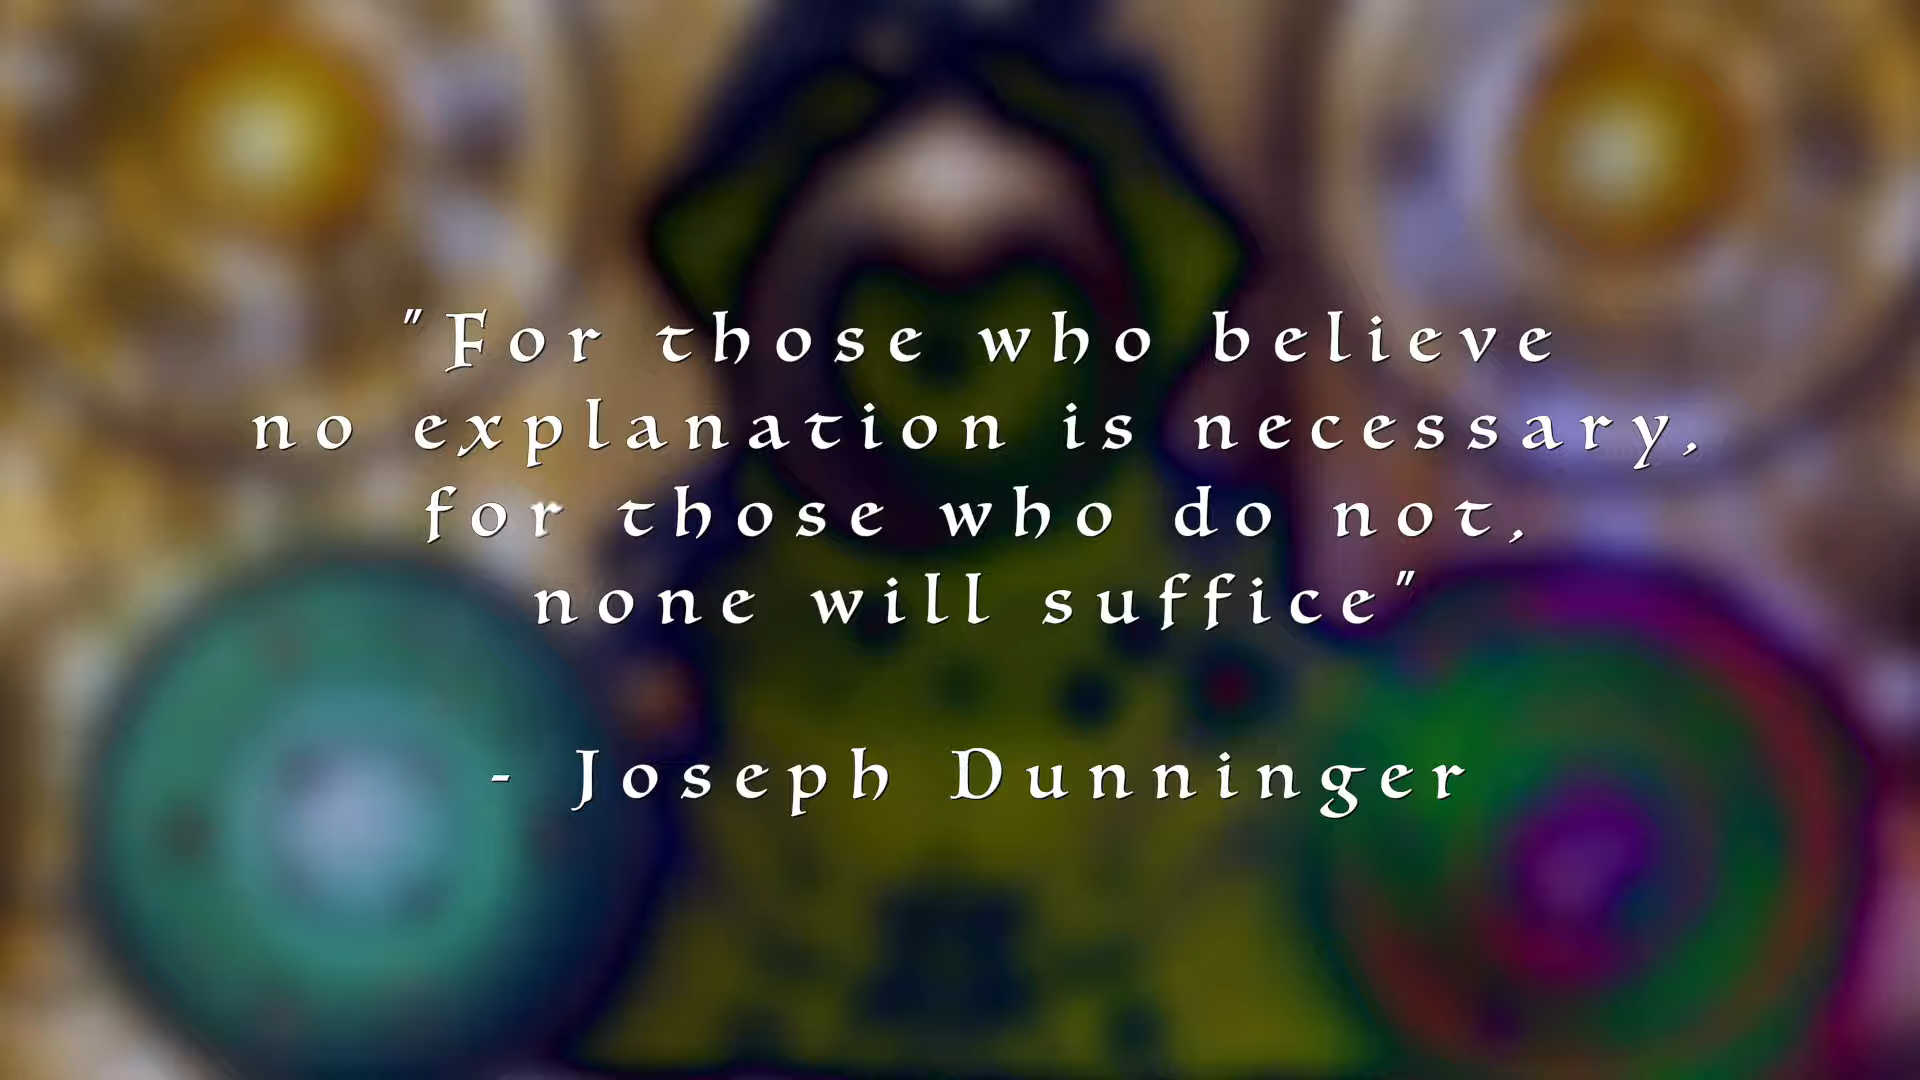 "For those who believe
no explanation is necessary,
for those who do not,
none will suffice"
- Joseph Dunninger